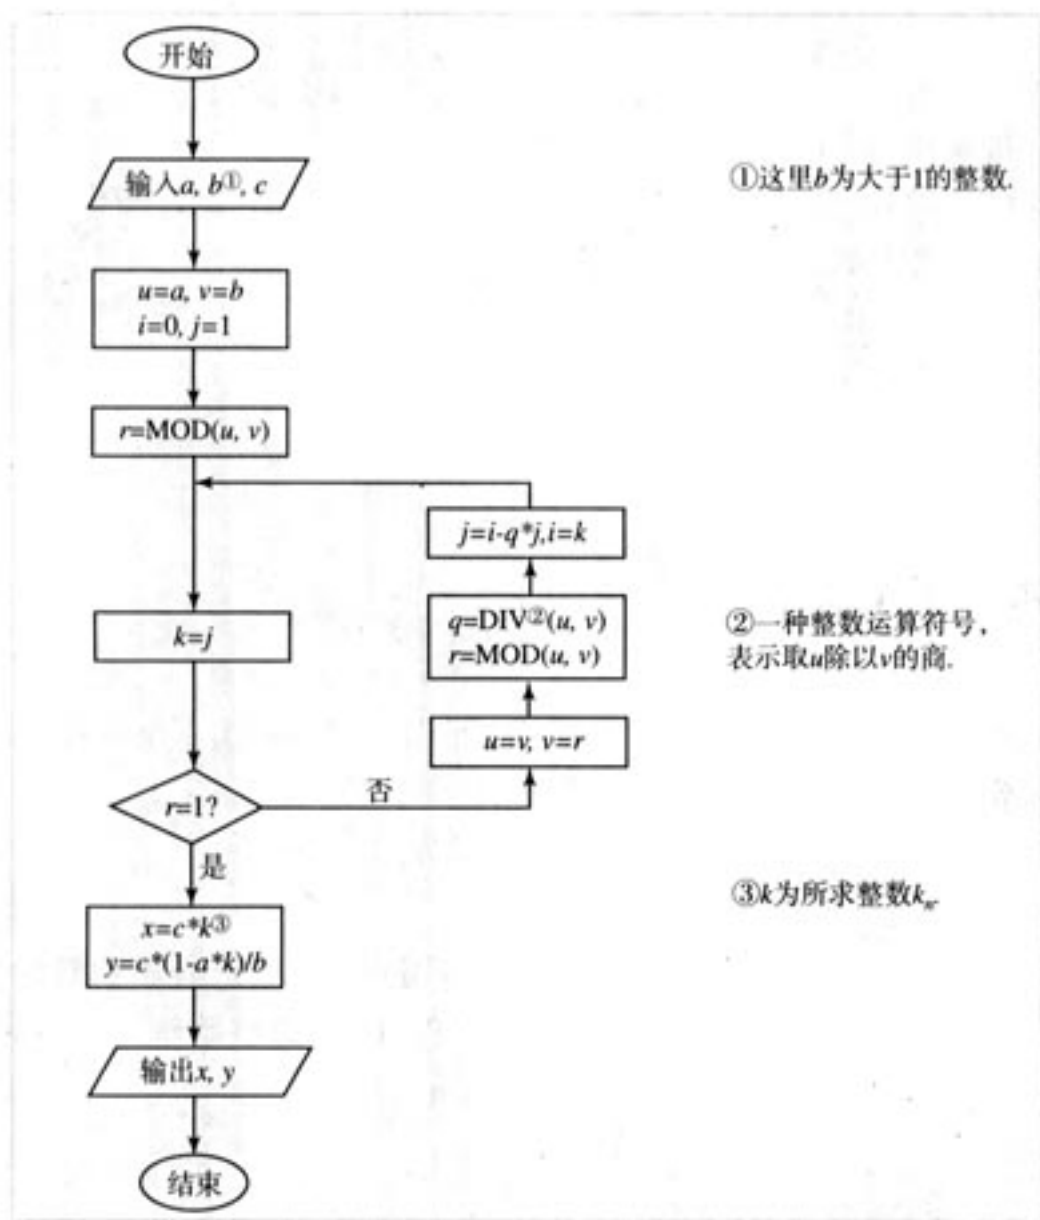 开始
输入a, b①, c
①这里b为大于1的整数.
u=a, v=b
i=0, j=1
r=MOD(u, v)
j=i-q*j,i=k
k=j
q=DIV②(u, v)
r=MOD(u, v)
②一种整数运算符号，
表示取u除以v的商.
u=v, v=r
r=1?
否
是
③k为所求整数kₙ.
x=c*k③
y=c*(1-a*k)/b
输出x, y
结束